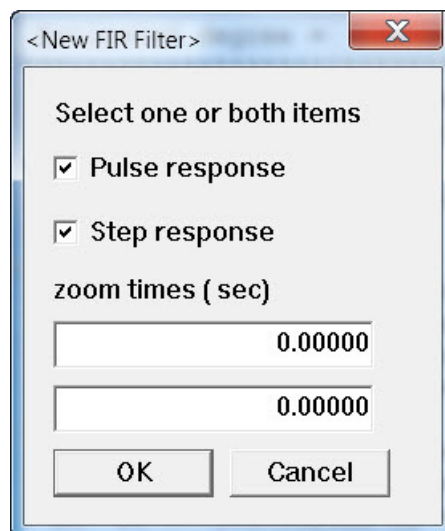 <New FIR Filter>
Select one or both items
Pulse response
Step response
zoom times ( sec)
0.00000
0.00000
OK Cancel